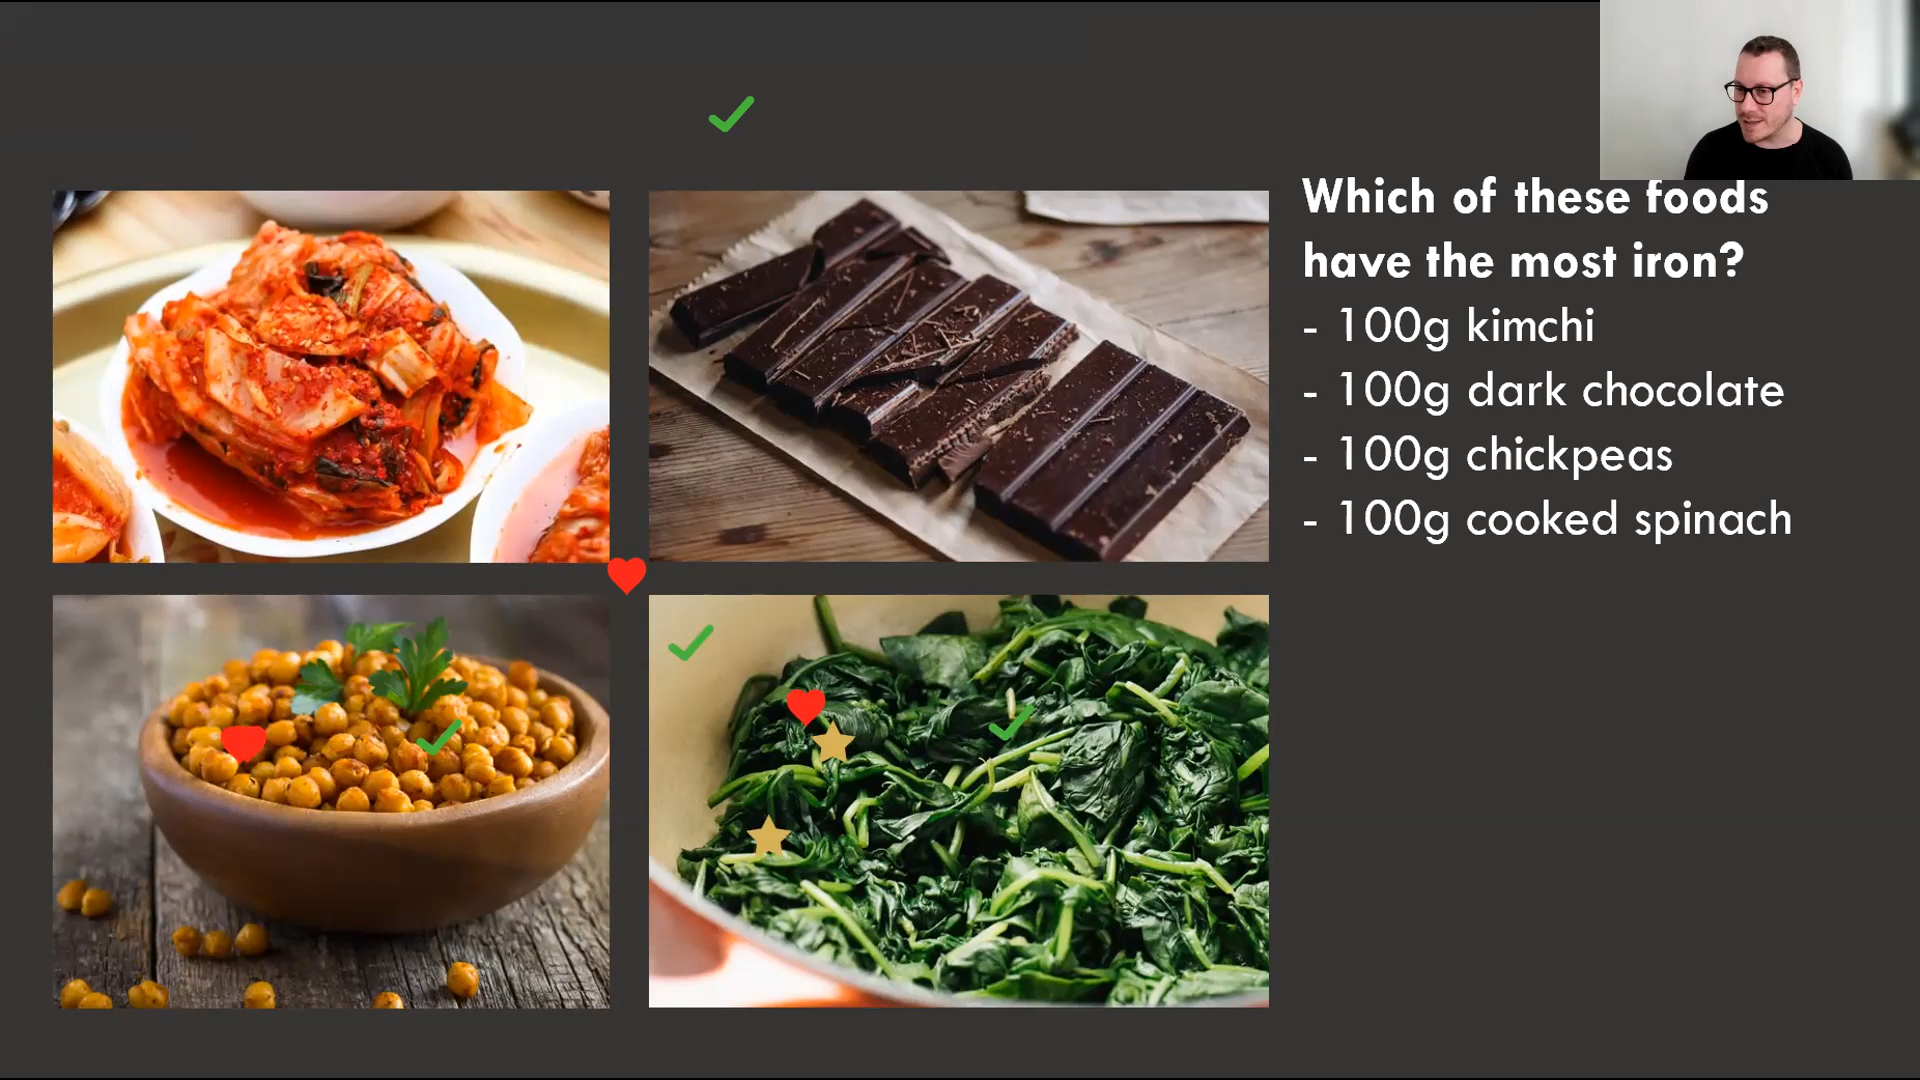 Which of these foods
have the most iron?
- 100g kimchi
- 100g dark chocolate
- 100g chickpeas
- 100g cooked spinach